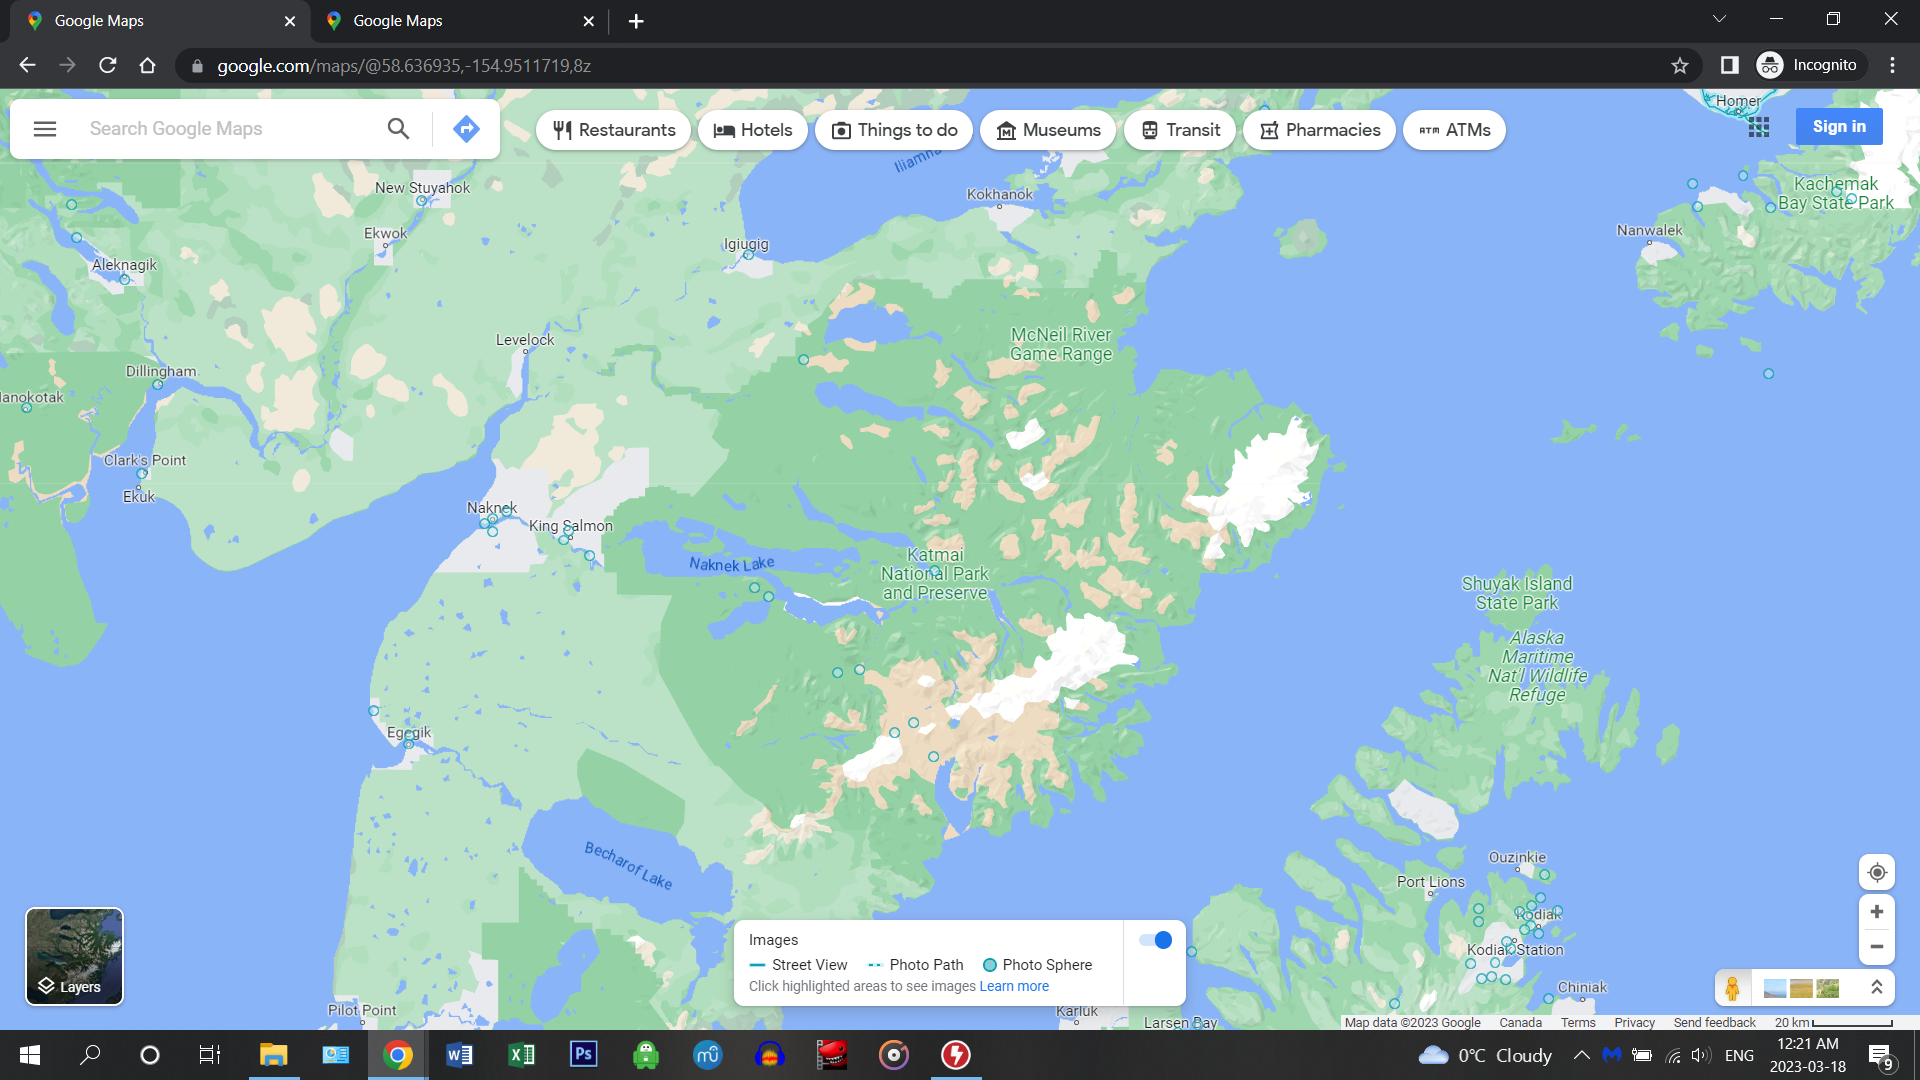 Google Maps
Google Maps
google.com/maps/@58.636935,-154.9511719,8z
Incognito
Search Google Maps
Restaurants
Hotels
Things to do
Museums
Transit
Pharmacies
ATM ATMs
Sign in
Homer
Iliamna
New Stuyahok
Kokhanok
Kachemak
Bay State Park
Ekwok
Igiugig
Nanwalek
Aleknagik
McNeil River
Game Range
Levelock
Dillingham
lanokotak
Clark's Point
Ekuk
Naknek
King Salmon
Naknek Lake
Katmai
National Park
and Preserve
Shuyak Island
State Park
Alaska
Maritime
Nat'l Wildlife
Refuge
Egegik
Becharof Lake
Ouzinkie
Port Lions
Kodiak
Kodiak Station
Chiniak
Pilot Point
Karluk
Larsen Bay
Layers
Images
Street View
Photo Path
Photo Sphere
Click highlighted areas to see images Learn more
Map data ©2023 Google
Canada
Terms
Privacy
Send feedback
20 km
0°C Cloudy
ENG
12:21 AM
2023-03-18
9
W
X
Ps
mu